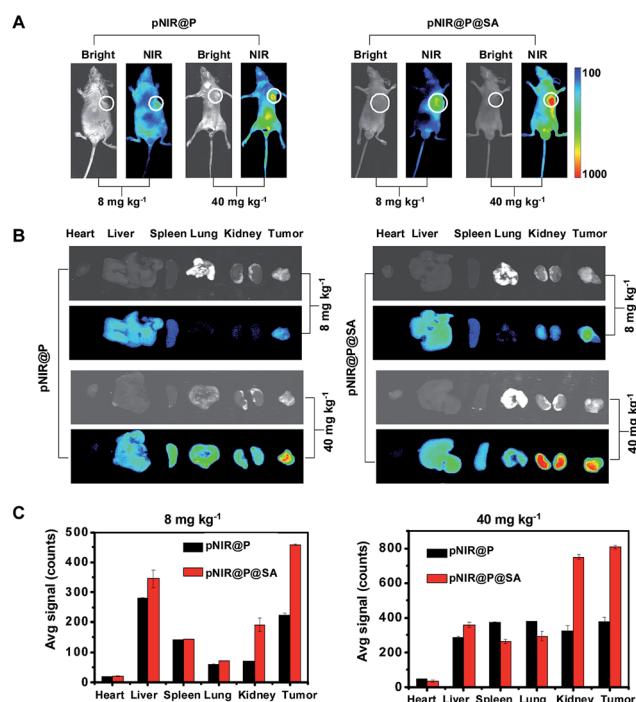 A
pNIR@P
pNIR@P@SA
Bright NIR Bright NIR
Bright NIR Bright NIR
100
1000
8 mg kg-1 40 mg kg-1
8 mg kg-1 40 mg kg-1
B
Heart Liver Spleen Lung Kidney Tumor
Heart Liver Spleen Lung Kidney Tumor
pNIR@P
8 mg kg-1
40 mg kg-1
pNIR@P@SA
8 mg kg-1
40 mg kg-1
C
8 mg kg-1
Avg signal (counts)
500
400
300
200
100
0
pNIR@P
pNIR@P@SA
Heart Liver Spleen Lung Kidney Tumor
40 mg kg-1
Avg signal (counts)
800
600
400
200
0
pNIR@P
pNIR@P@SA
Heart Liver Spleen Lung Kidney Tumor